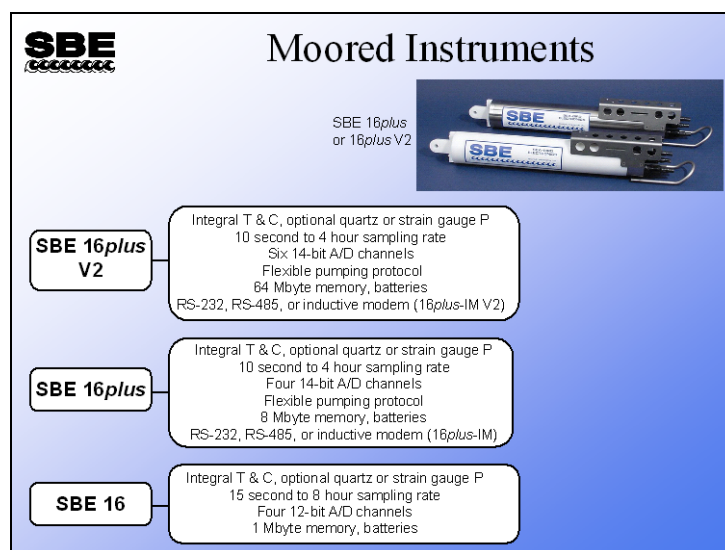 SBE
Moored Instruments
SBE 16plus
or 16plus V2
SBE
SBE
SBE 16plus
V2
Integral T & C, optional quartz or strain gauge P
10 second to 4 hour sampling rate
Six 14-bit A/D channels
Flexible pumping protocol
64 Mbyte memory, batteries
RS-232, RS-485, or inductive modem (16plus-IM V2)
SBE 16plus
Integral T & C, optional quartz or strain gauge P
10 second to 4 hour sampling rate
Four 14-bit A/D channels
Flexible pumping protocol
8 Mbyte memory, batteries
RS-232, RS-485, or inductive modem (16plus-IM)
SBE 16
Integral T & C, optional quartz or strain gauge P
15 second to 8 hour sampling rate
Four 12-bit A/D channels
1 Mbyte memory, batteries